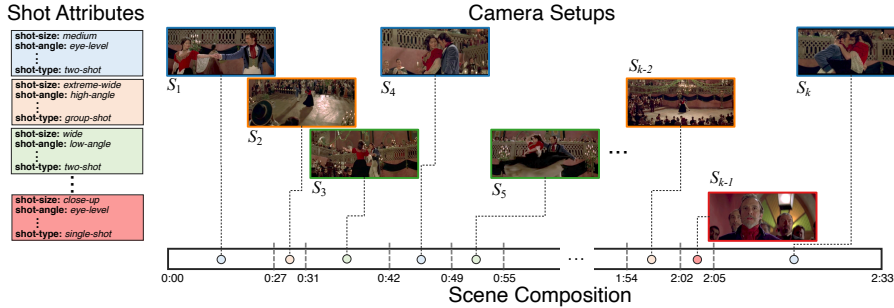 Shot Attributes
shot-size: medium
shot-angle: eye-level
shot-type: two-shot
shot-size: extreme-wide
shot-angle: high-angle
shot-type: group-shot
shot-size: wide
shot-angle: low-angle
shot-type: two-shot
shot-size: close-up
shot-angle: eye-level
shot-type: single-shot
Camera Setups
S1
S2
S3
S4
S5
...
Sk-2
Sk-1
Sk
...
0:00 0:27 0:31 0:42 0:49 0:55 1:54 2:02 2:05 2:33
Scene Composition